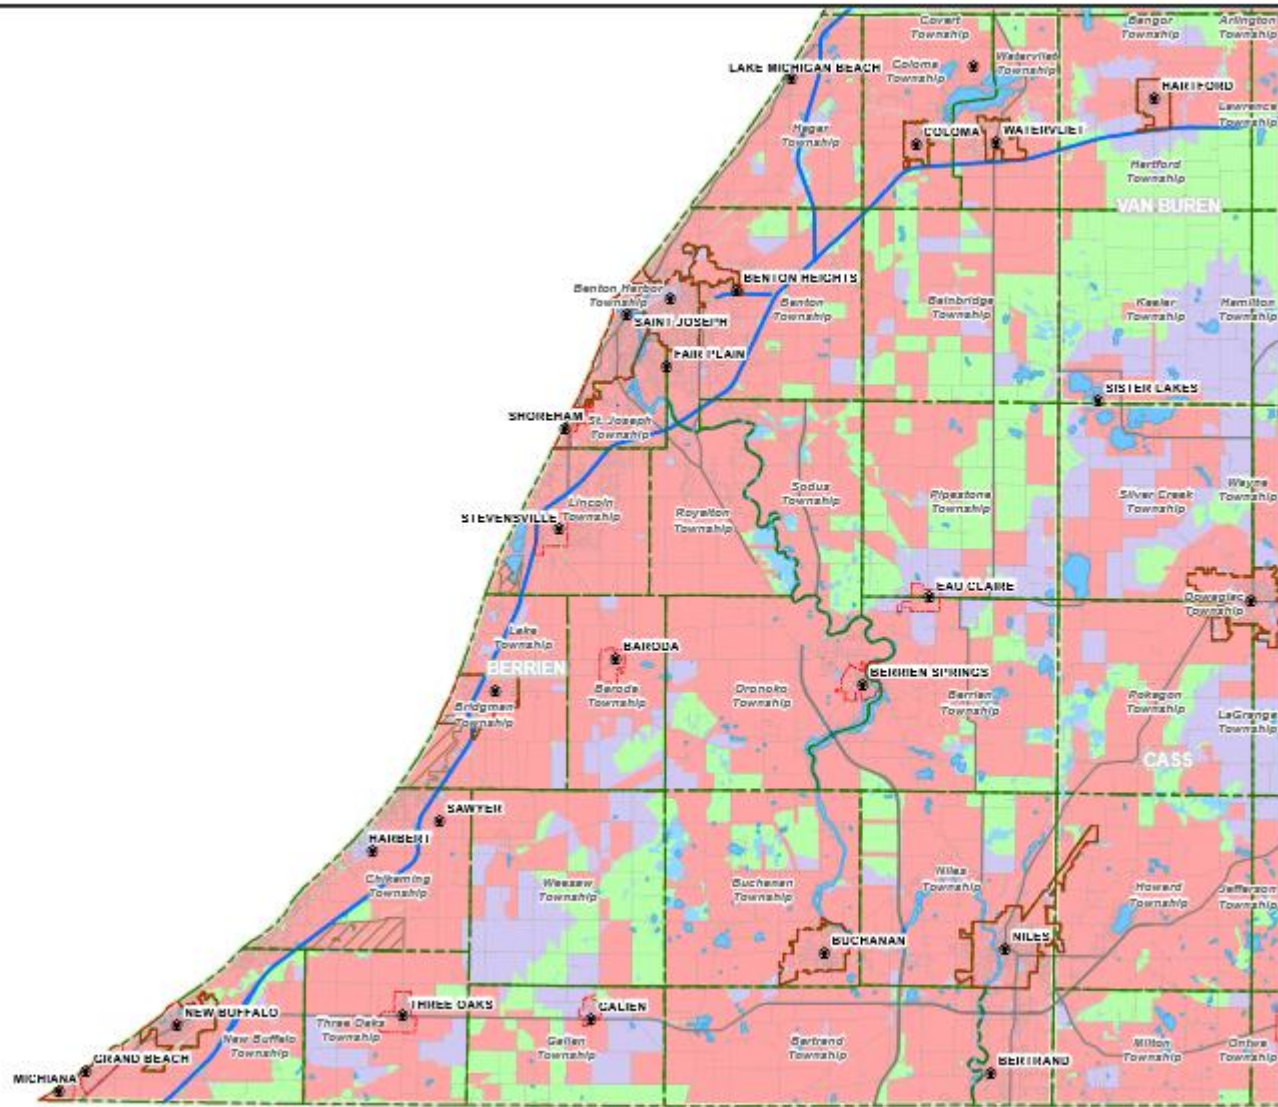 Covert
Township
Bangor
Township
Arlington
Township
LAKE MICHIGAN BEACH
Coloma
Township
Watervliet
Township
HARTFORD
Lawrence
Township
Hagar
Township
COLOMA
WATERVLIET
Hartford
Township
VAN BUREN
BENTON HEIGHTS
Benton Harbor
Township
Benton
Township
Bainbridge
Township
Keeler
Township
Hamilton
Township
SAINT JOSEPH
FAIR PLAIN
SISTER LAKES
SHOREHAM
St. Joseph
Township
Sodus
Township
Pipestone
Township
Silver Creek
Township
Wayne
Township
Lincoln
Township
STEVENSVILLE
Royalton
Township
EAU CLAIRE
Dowagiac
Township
Lake
Township
BERRIEN
BARODA
Baroda
Township
Oronoko
Township
BERRIEN SPRINGS
Berrien
Township
Pokagon
Township
LaGrange
Township
Bridgman
Township
CASS
SAWYER
HARBERT
Chikaming
Township
Weesaw
Township
Buchanan
Township
Niles
Township
Howard
Township
Jefferson
Township
BUCHANAN
NILES
NEW BUFFALO
THREE OAKS
GALIEN
New Buffalo
Township
Three Oaks
Township
Galien
Township
Bertrand
Township
Milton
Township
Ontwa
Township
GRAND BEACH
MICHIANA
BERTRAND